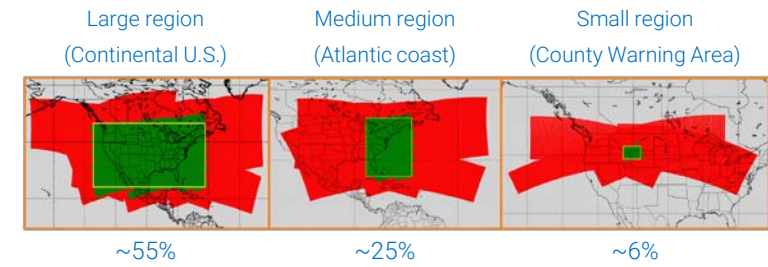 Large region
(Continental U.S.)
Medium region
(Atlantic coast)
Small region
(County Warning Area)
~55%
~25%
~6%